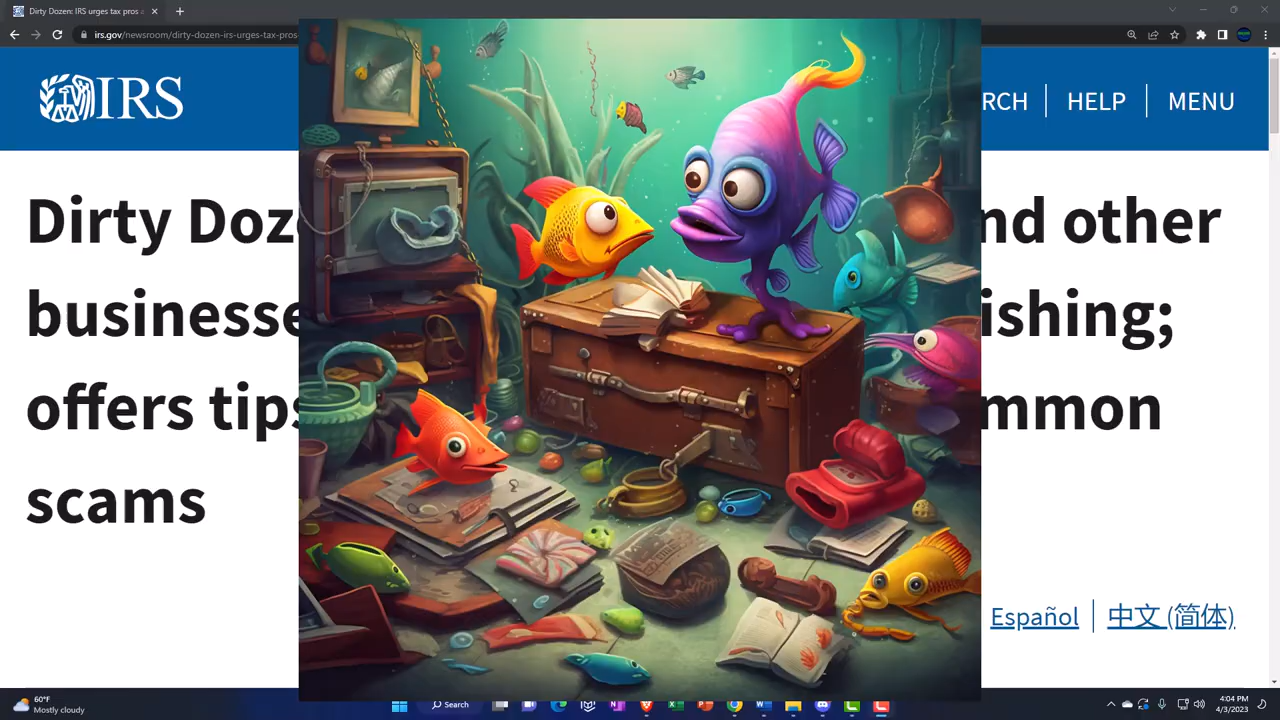 Dirty Dozen: IRS urges tax pros a
irs.gov/newsroom/dirty-dozen-irs-urges-tax-pros
IRS
RCH
HELP
MENU
Dirty Doz
nd other
businesse
ishing;
offers tips
mmon
scams
Español
中文 (简体)
60°F
Mostly cloudy
Search
4:04 PM
4/3/2023